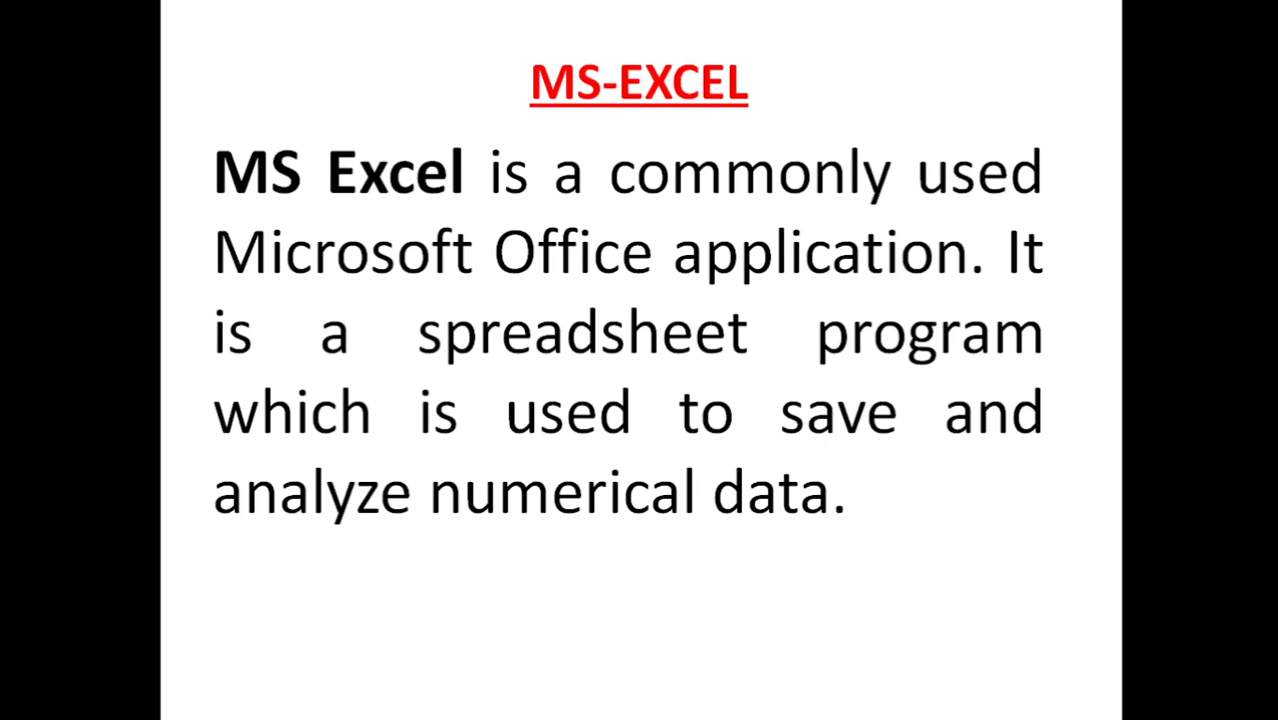 MS-EXCEL
MS Excel is a commonly used
Microsoft Office application. It
is a spreadsheet program
which is used to save and
analyze numerical data.